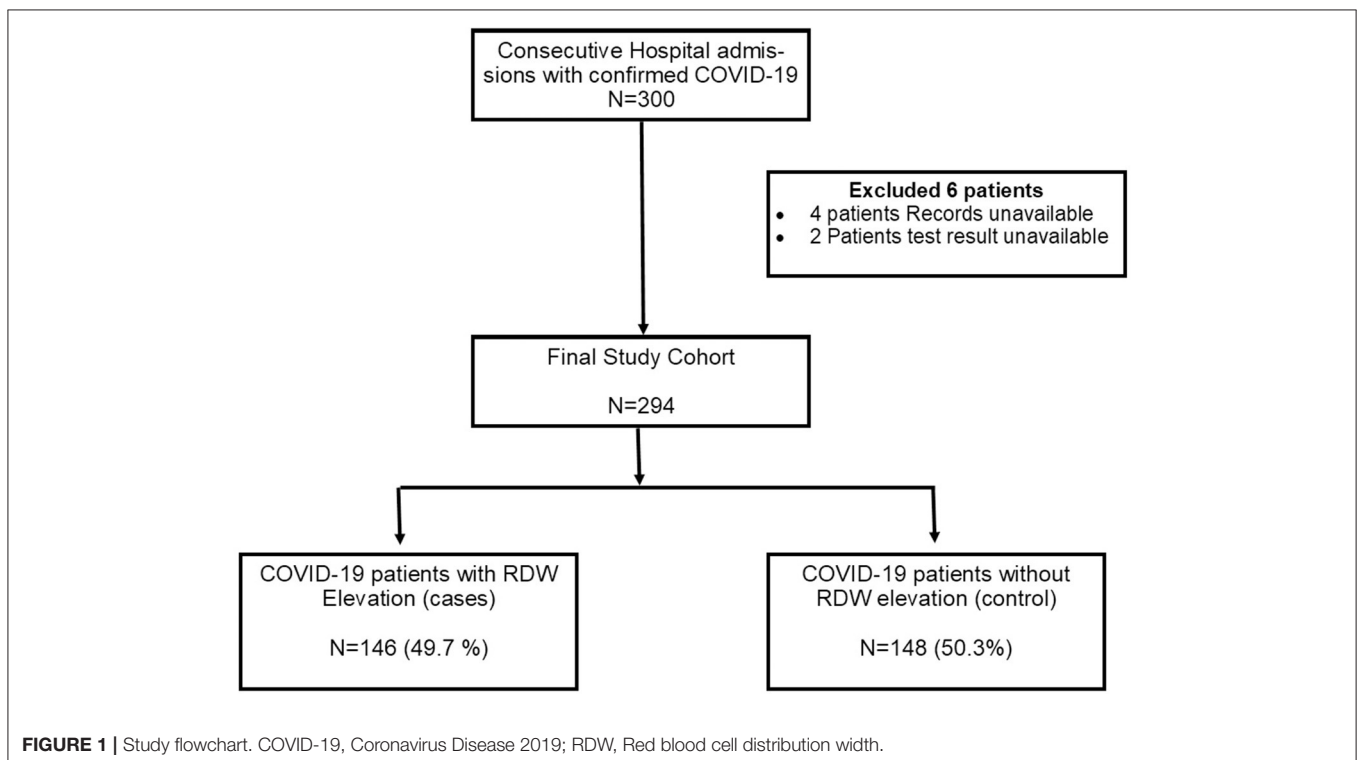 Consecutive Hospital admis-
sions with confirmed COVID-19
N=300
Excluded 6 patients
• 4 patients Records unavailable
• 2 Patients test result unavailable
Final Study Cohort
N=294
COVID-19 patients with RDW
Elevation (cases)
N=146 (49.7 %)
COVID-19 patients without
RDW elevation (control)
N=148 (50.3%)
FIGURE 1 | Study flowchart. COVID-19, Coronavirus Disease 2019; RDW, Red blood cell distribution width.